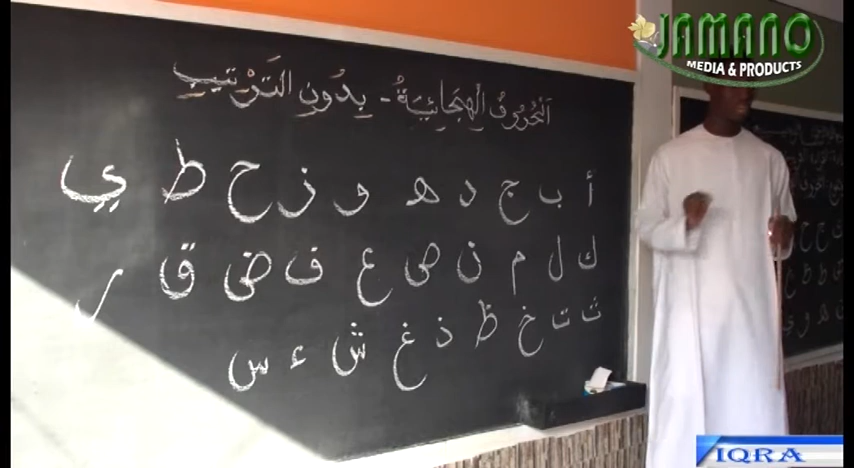 اَلْحُرُوفُ الْهِجَائِيَّةُ - بِدُونِ التَرْتِيبِ
أ ب ج د ه و ز ح ط ي
ك ل م ن ص ع ف ض ق ر
ث ت خ ظ ذ غ ش ء س
JAMANO
MEDIA & PRODUCTS
IQRA